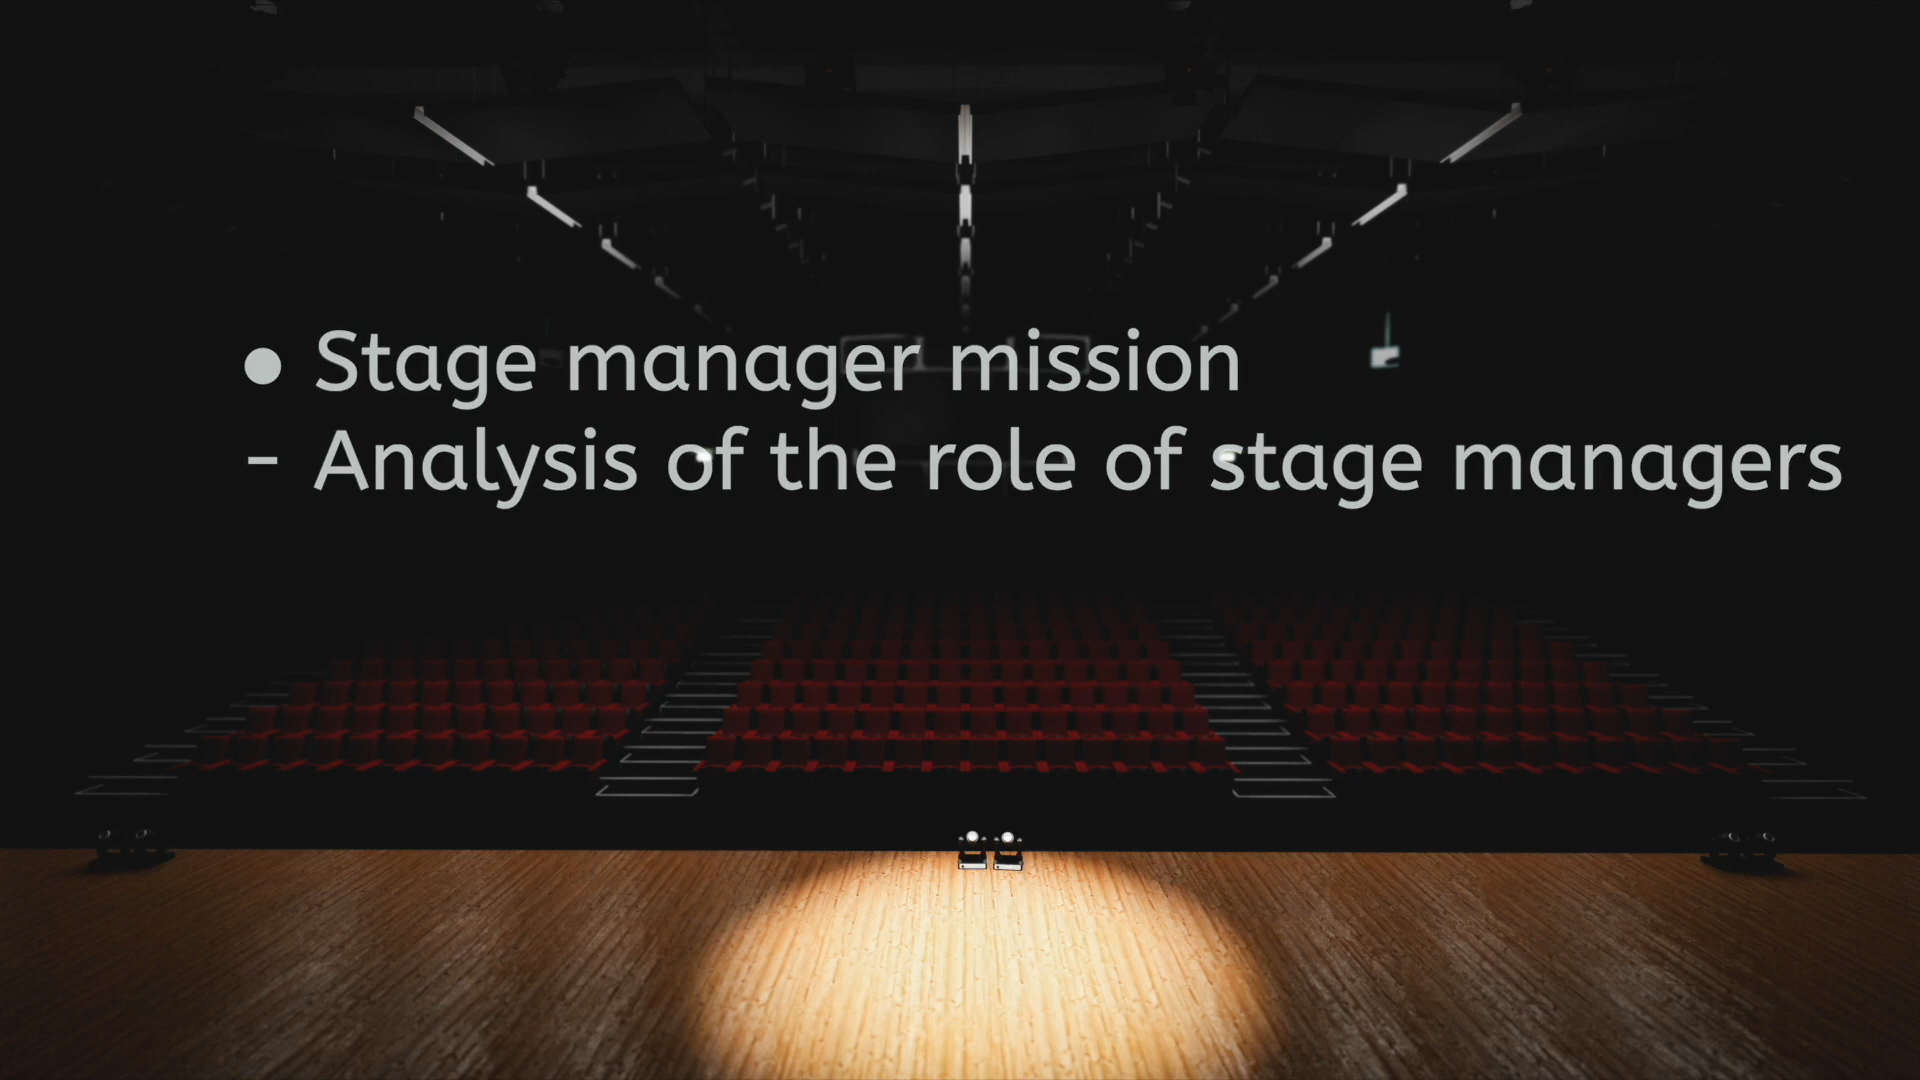 ● Stage manager mission
- Analysis of the role of stage managers